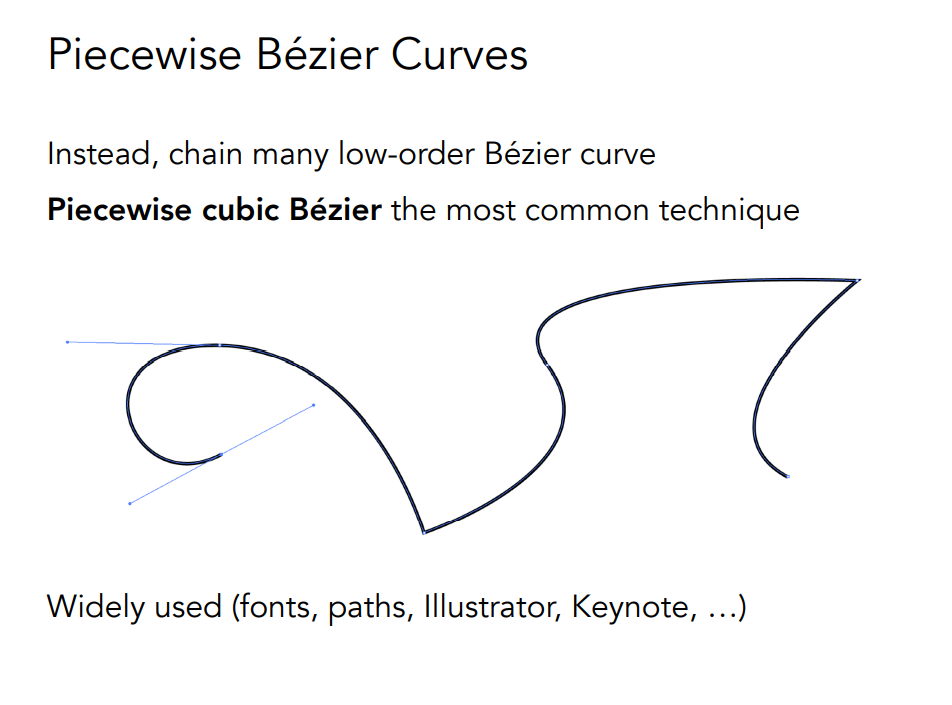 Piecewise Bézier Curves
Instead, chain many low-order Bézier curve
Piecewise cubic Bézier the most common technique
Widely used (fonts, paths, Illustrator, Keynote, …)